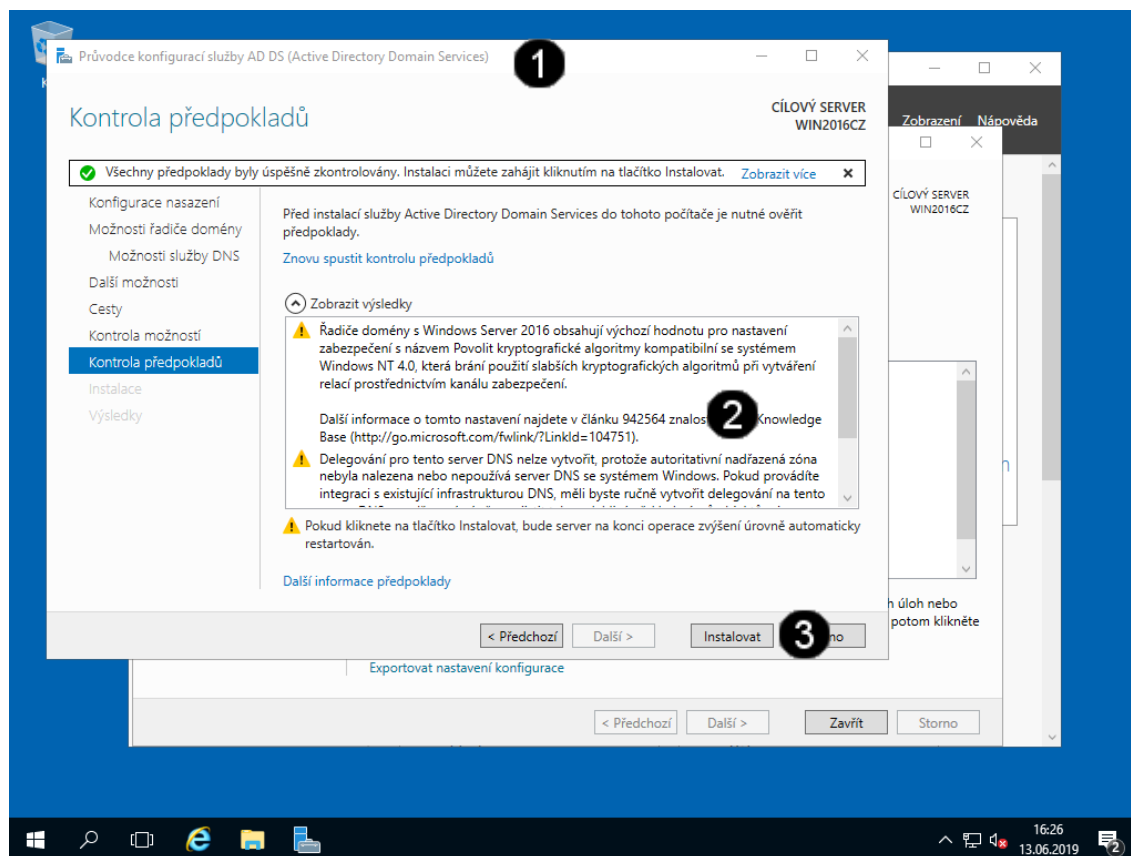 Průvodce konfigurací služby AD DS (Active Directory Domain Services)
1
Kontrola předpokladů
CÍLOVÝ SERVER
WIN2016CZ
Zobrazení Nápověda
Všechny předpoklady byly úspěšně zkontrolovány. Instalaci můžete zahájit kliknutím na tlačítko Instalovat. Zobrazit více
CÍLOVÝ SERVER
WIN2016CZ
Konfigurace nasazení
Možnosti řadiče domény
Možnosti služby DNS
Další možnosti
Cesty
Kontrola možností
Kontrola předpokladů
Instalace
Výsledky
Před instalací služby Active Directory Domain Services do tohoto počítače je nutné ověřit
předpoklady.
Znovu spustit kontrolu předpokladů
Zobrazit výsledky
Řadiče domény s Windows Server 2016 obsahují výchozí hodnotu pro nastavení
zabezpečení s názvem Povolit kryptografické algoritmy kompatibilní se systémem
Windows NT 4.0, která brání použití slabších kryptografických algoritmů při vytváření
relací prostřednictvím kanálu zabezpečení.
Další informace o tomto nastavení najdete v článku 942564 znalos Knowledge
2
Base (http://go.microsoft.com/fwlink/?LinkId=104751).
Delegování pro tento server DNS nelze vytvořit, protože autoritativní nadřazená zóna
nebyla nalezena nebo nepoužívá server DNS se systémem Windows. Pokud provádíte
integraci s existující infrastrukturou DNS, měli byste ručně vytvořit delegování na tento
Pokud kliknete na tlačítko Instalovat, bude server na konci operace zvýšení úrovně automaticky
restartován.
Další informace předpoklady
h úloh nebo
potom klikněte
< Předchozí Další > Instalovat 3 no
Exportovat nastavení konfigurace
< Předchozí Další > Zavřít Storno
16:26
13.06.2019
2